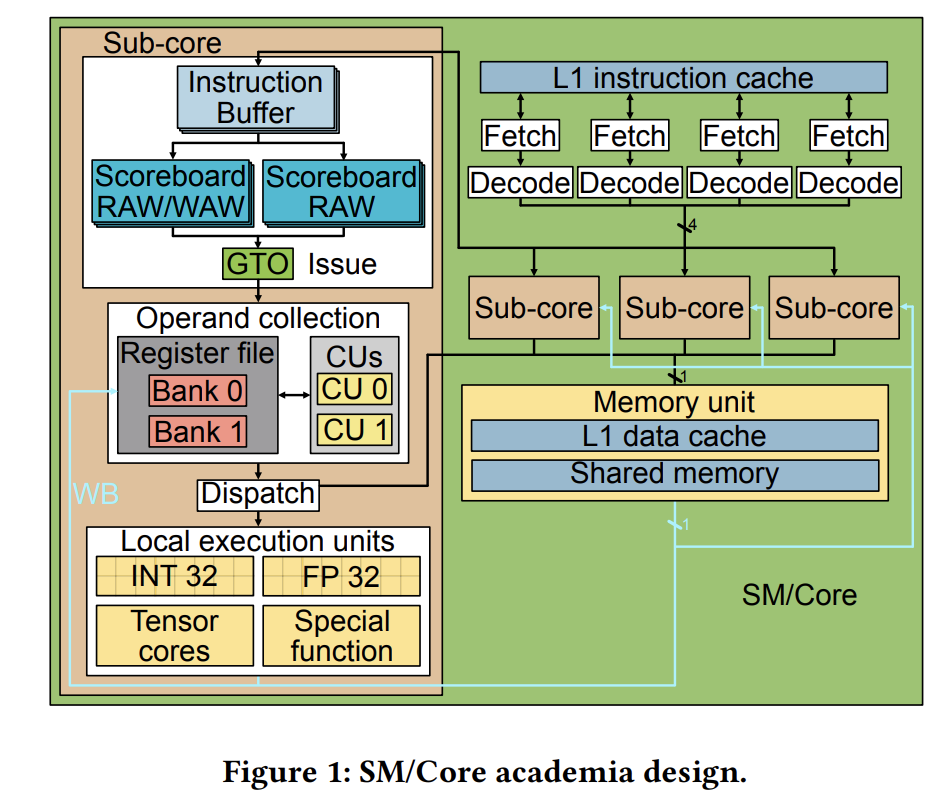 Sub-core
Instruction
Buffer
Scoreboard
RAW/WAW
Scoreboard
RAW
GTO
Issue
Operand collection
Register file
Bank 0
Bank 1
CUs
CU 0
CU 1
WB
Dispatch
Local execution units
INT 32
FP 32
Tensor
cores
Special
function
L1 instruction cache
Fetch
Fetch
Fetch
Fetch
Decode
Decode
Decode
Decode
4
Sub-core
Sub-core
Sub-core
1
Memory unit
L1 data cache
Shared memory
1
SM/Core
Figure 1: SM/Core academia design.